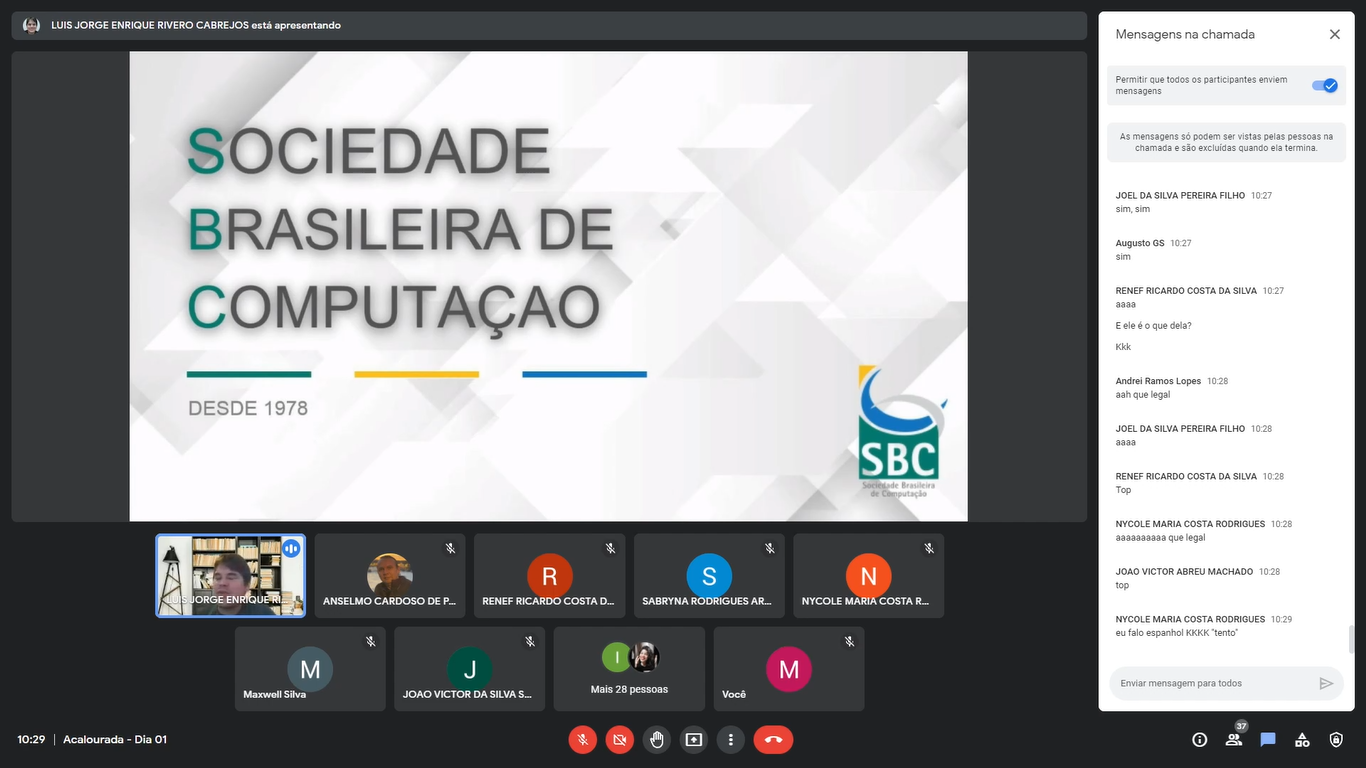 LUIS JORGE ENRIQUE RIVERO CABREJOS está apresentando
SOCIEDADE
BRASILEIRA DE
COMPUTAÇAO
DESDE 1978
SBC
Sociedade Brasileira
de Computação
LUIS JORGE ENRIQUE RI...
ANSELMO CARDOSO DE P...
R
RENEF RICARDO COSTA D...
S
SABRYNA RODRIGUES AR...
N
NYCOLE MARIA COSTA R...
M
Maxwell Silva
J
JOAO VICTOR DA SILVA S...
I
Mais 28 pessoas
M
Você
10:29 | Acalourada - Dia 01
37
Mensagens na chamada
Permitir que todos os participantes enviem
mensagens
As mensagens só podem ser vistas pelas pessoas na
chamada e são excluídas quando ela termina.
JOEL DA SILVA PEREIRA FILHO 10:27
sim, sim
Augusto GS 10:27
sim
RENEF RICARDO COSTA DA SILVA 10:27
aaaa
E ele é o que dela?
Kkk
Andrei Ramos Lopes 10:28
aah que legal
JOEL DA SILVA PEREIRA FILHO 10:28
aaaa
RENEF RICARDO COSTA DA SILVA 10:28
Top
NYCOLE MARIA COSTA RODRIGUES 10:28
aaaaaaaaaa que legal
JOAO VICTOR ABREU MACHADO 10:28
top
NYCOLE MARIA COSTA RODRIGUES 10:29
eu falo espanhol KKKK "tento"
Enviar mensagem para todos